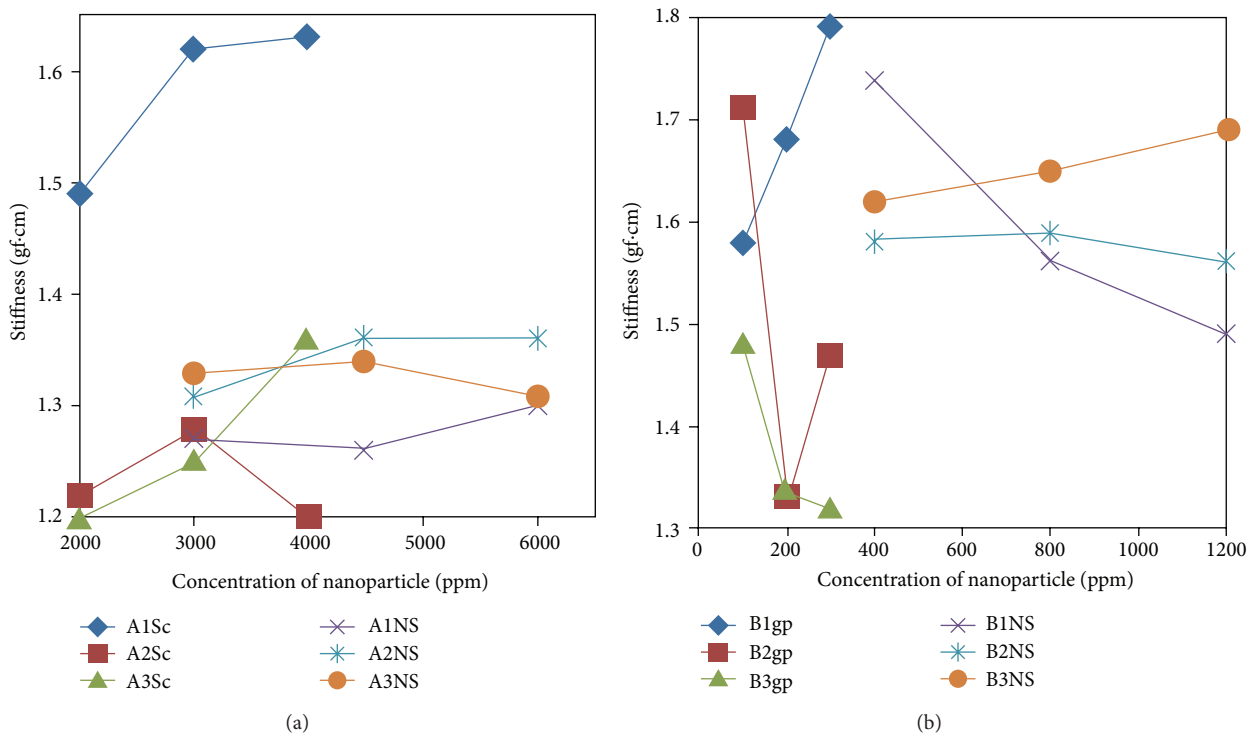 Stiffness (gf·cm)
1.6
1.5
1.4
1.3
1.2
2000 3000 4000 5000 6000
Concentration of nanoparticle (ppm)
A1Sc A1NS
A2Sc A2NS
A3Sc A3NS
(a)
Stiffness (gf·cm)
1.8
1.7
1.6
1.5
1.4
1.3
0 200 400 600 800 1000 1200
Concentration of nanoparticle (ppm)
B1gp B1NS
B2gp B2NS
B3gp B3NS
(b)